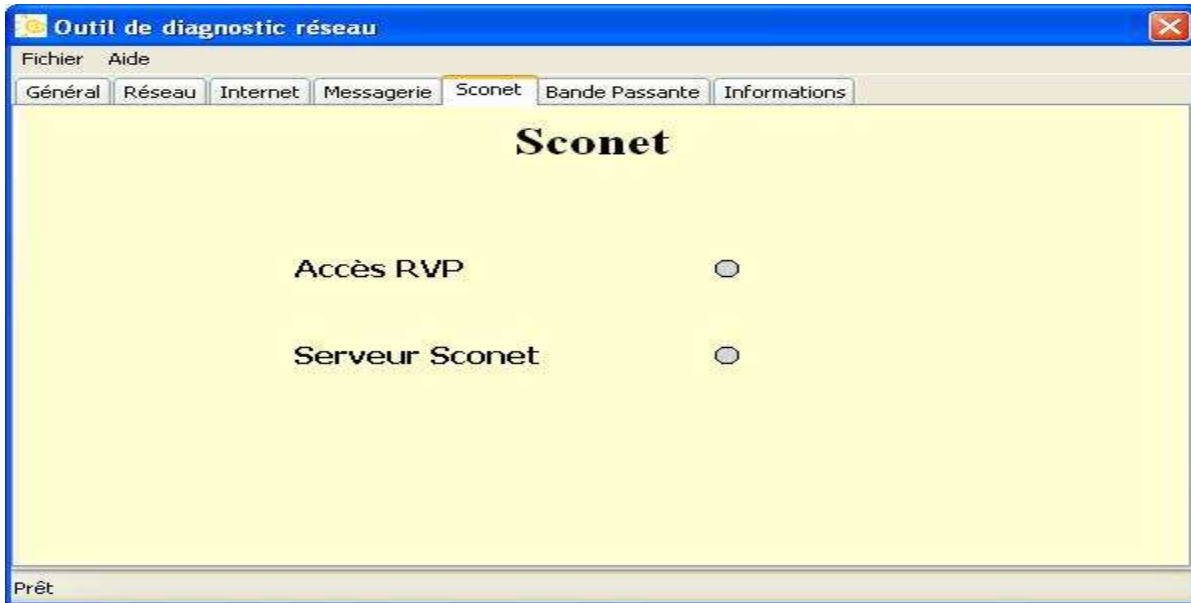 Outil de diagnostic réseau
Fichier Aide
Général Réseau Internet Messagerie Sconet Bande Passante Informations
Sconet
Accès RVP
Serveur Sconet
Prêt